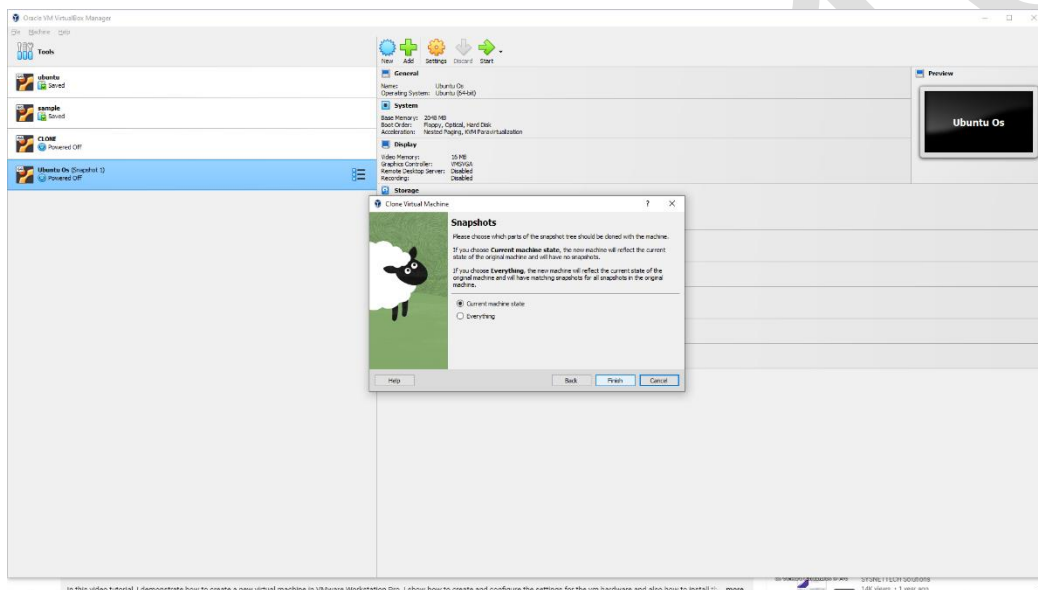 Oracle VM VirtualBox Manager
File Machine Help
Tools
New Add Settings Discard Start
ubuntu
Saved
sample
Saved
CLONE
Powered Off
Ubuntu Os (Snapshot 1)
Powered Off
General
Name: Ubuntu Os
Operating System: Ubuntu (64-bit)
System
Base Memory: 2048 MB
Boot Order: Floppy, Optical, Hard Disk
Acceleration: Nested Paging, KVM Paravirtualization
Display
Video Memory: 16 MB
Graphics Controller: VMSVGA
Remote Desktop Server: Disabled
Recording: Disabled
Storage
Preview
Ubuntu Os
Clone Virtual Machine ? X
Snapshots
Please choose which parts of the snapshot tree should be cloned with the machine.
If you choose Current machine state, the new machine will reflect the current
state of the original machine and will have no snapshots.
If you choose Everything, the new machine will reflect the current state of the
original machine and will have matching snapshots for all snapshots in the original
machine.
Current machine state
Everything
Help Back Finish Cancel
In this video tutorial, I demonstrate how to create a new virtual machine in VMware Workstation Pro. I show how to create and configure the settings for the vm hardware and also how to install
more
SYSNETTECH Solutions
14K views • 1 year ago